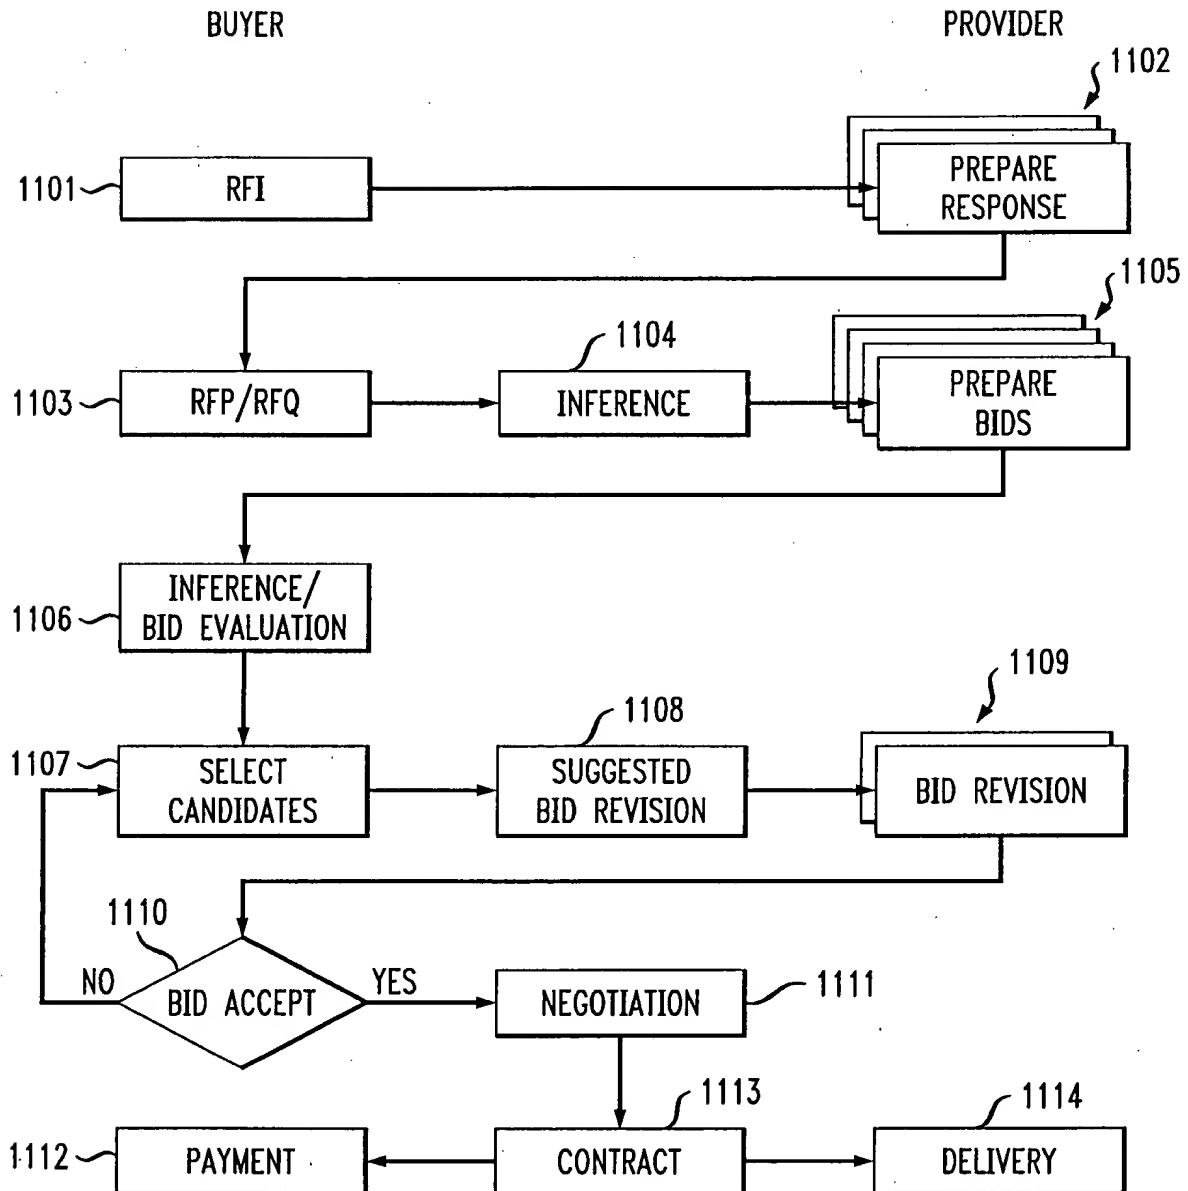 BUYER
PROVIDER
1102
1101
RFI
PREPARE
RESPONSE
1105
1104
1103
RFP/RFQ
INFERENCE
PREPARE
BIDS
1106
INFERENCE/
BID EVALUATION
1109
1108
1107
SELECT
CANDIDATES
SUGGESTED
BID REVISION
BID REVISION
1110
NO
BID ACCEPT
YES
NEGOTIATION
1111
1113
1114
1112
PAYMENT
CONTRACT
DELIVERY